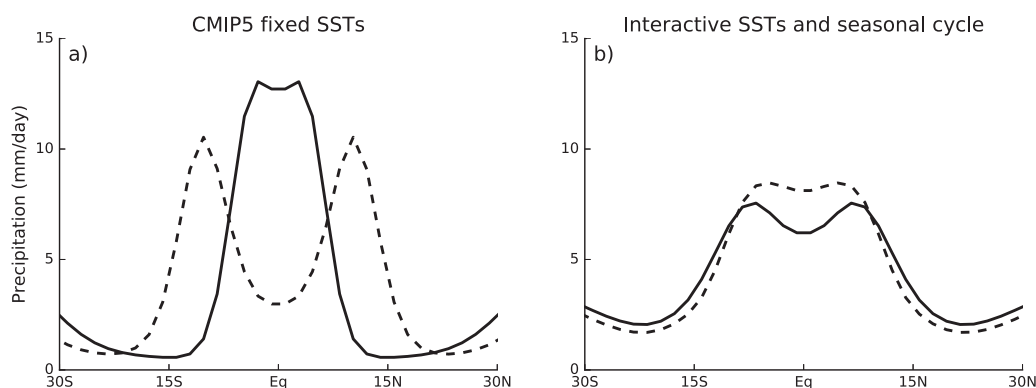 CMIP5 fixed SSTs
a)
Precipitation (mm/day)
15
10
5
0
30S 15S Eq 15N 30N
Interactive SSTs and seasonal cycle
b)
15
10
5
0
30S 15S Eq 15N 30N